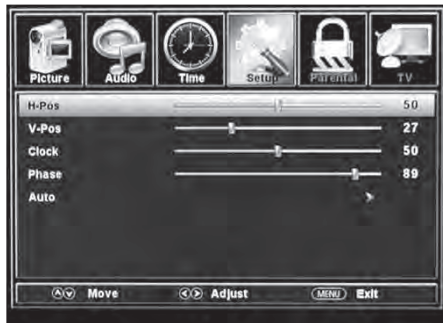 Picture Audio Time Setup Parental TV
H-Pos 50
V-Pos 27
Clock 50
Phase 89
Auto
Move Adjust MENU Exit